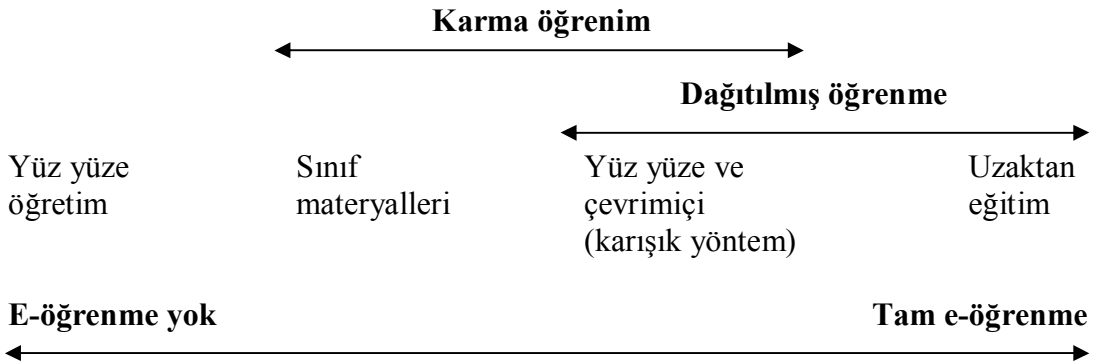 Karma öğrenim
Dağıtılmış öğrenme
Yüz yüze öğretim
Sınıf materyalleri
Yüz yüze ve çevrimiçi (karışık yöntem)
Uzaktan eğitim
E-öğrenme yok
Tam e-öğrenme